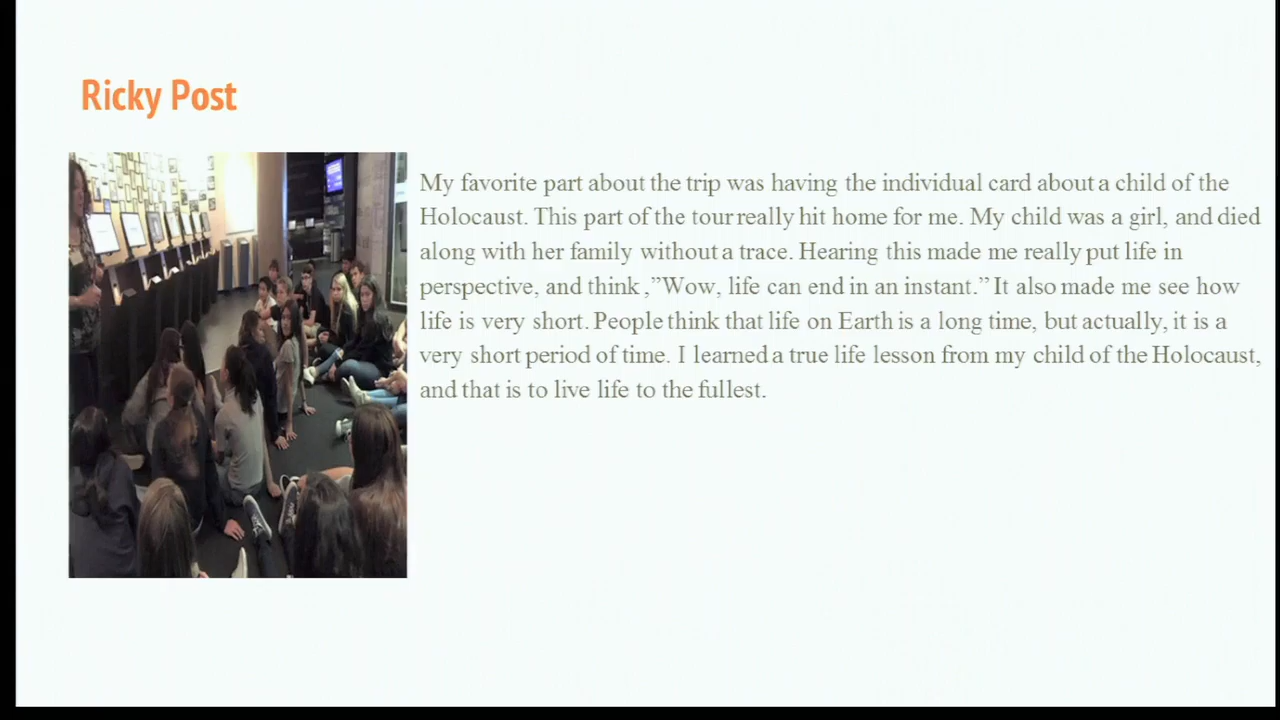 Ricky Post
My favorite part about the trip was having the individual card about a child of the
Holocaust. This part of the tour really hit home for me. My child was a girl, and died
along with her family without a trace. Hearing this made me really put life in
perspective, and think ,”Wow, life can end in an instant.” It also made me see how
life is very short. People think that life on Earth is a long time, but actually, it is a
very short period of time. I learned a true life lesson from my child of the Holocaust,
and that is to live life to the fullest.